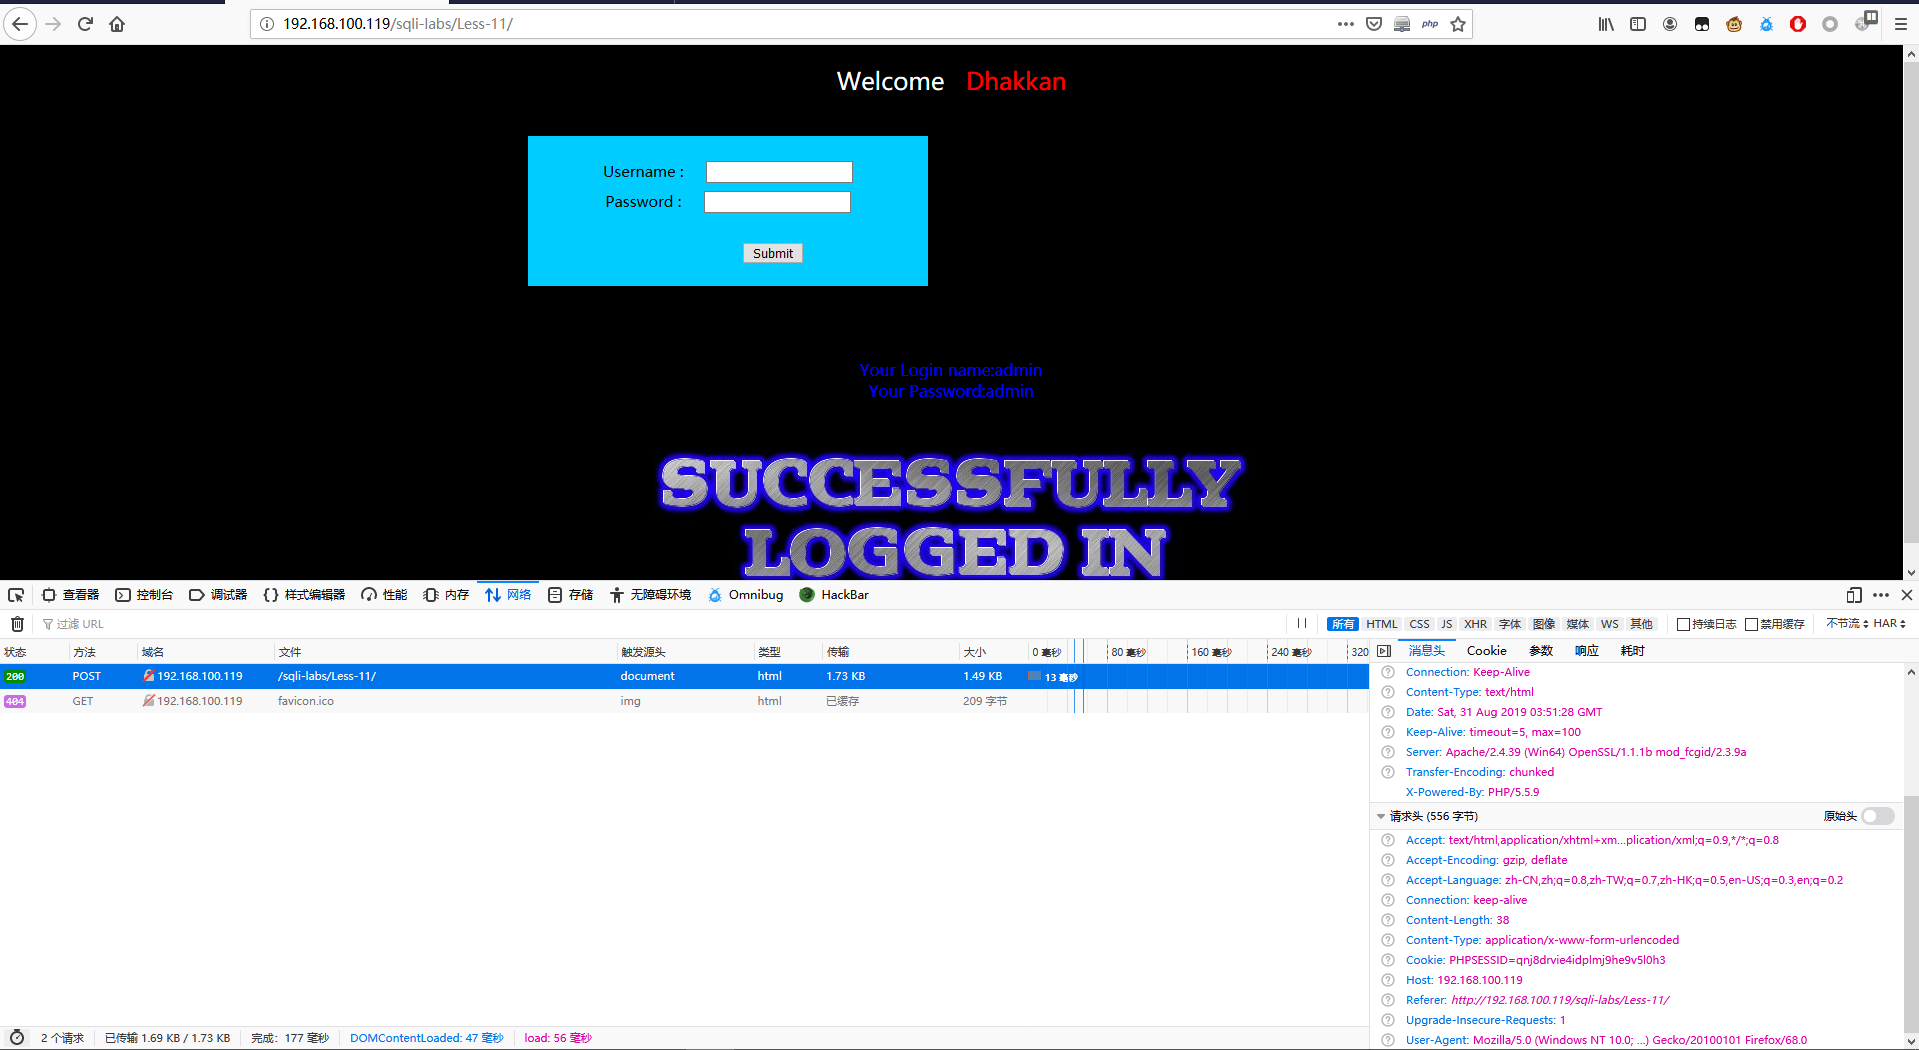 192.168.100.119/sqli-labs/Less-11/
php
Welcome Dhakkan
Username :
Password :
Submit
Your Login name:admin
Your Password:admin
SUCCESSFULLY
LOGGED IN
查看器 控制台 调试器 样式编辑器 性能 内存 网络 存储 无障碍环境 Omnibug HackBar
过滤 URL
所有 HTML CSS JS XHR 字体 图像 媒体 WS 其他 持续日志 禁用缓存 不节流 HAR
状态 方法 域名 文件 触发源头 类型 传输 大小 0 毫秒 80 毫秒 160 毫秒 240 毫秒 320
200 POST 192.168.100.119 /sqli-labs/Less-11/ document html 1.73 KB 1.49 KB 13 毫秒
404 GET 192.168.100.119 favicon.ico img html 已缓存 209 字节
消息头 Cookie 参数 响应 耗时
Connection: Keep-Alive
Content-Type: text/html
Date: Sat, 31 Aug 2019 03:51:28 GMT
Keep-Alive: timeout=5, max=100
Server: Apache/2.4.39 (Win64) OpenSSL/1.1.1b mod_fcgid/2.3.9a
Transfer-Encoding: chunked
X-Powered-By: PHP/5.5.9
请求头 (556 字节) 原始头
Accept: text/html,application/xhtml+xm…plication/xml;q=0.9,*/*;q=0.8
Accept-Encoding: gzip, deflate
Accept-Language: zh-CN,zh;q=0.8,zh-TW;q=0.7,zh-HK;q=0.5,en-US;q=0.3,en;q=0.2
Connection: keep-alive
Content-Length: 38
Content-Type: application/x-www-form-urlencoded
Cookie: PHPSESSID=qnj8drvie4idplmj9he9v5l0h3
Host: 192.168.100.119
Referer: http://192.168.100.119/sqli-labs/Less-11/
Upgrade-Insecure-Requests: 1
User-Agent: Mozilla/5.0 (Windows NT 10.0; …) Gecko/20100101 Firefox/68.0
2 个请求 已传输 1.69 KB / 1.73 KB 完成: 177 毫秒 DOMContentLoaded: 47 毫秒 load: 56 毫秒